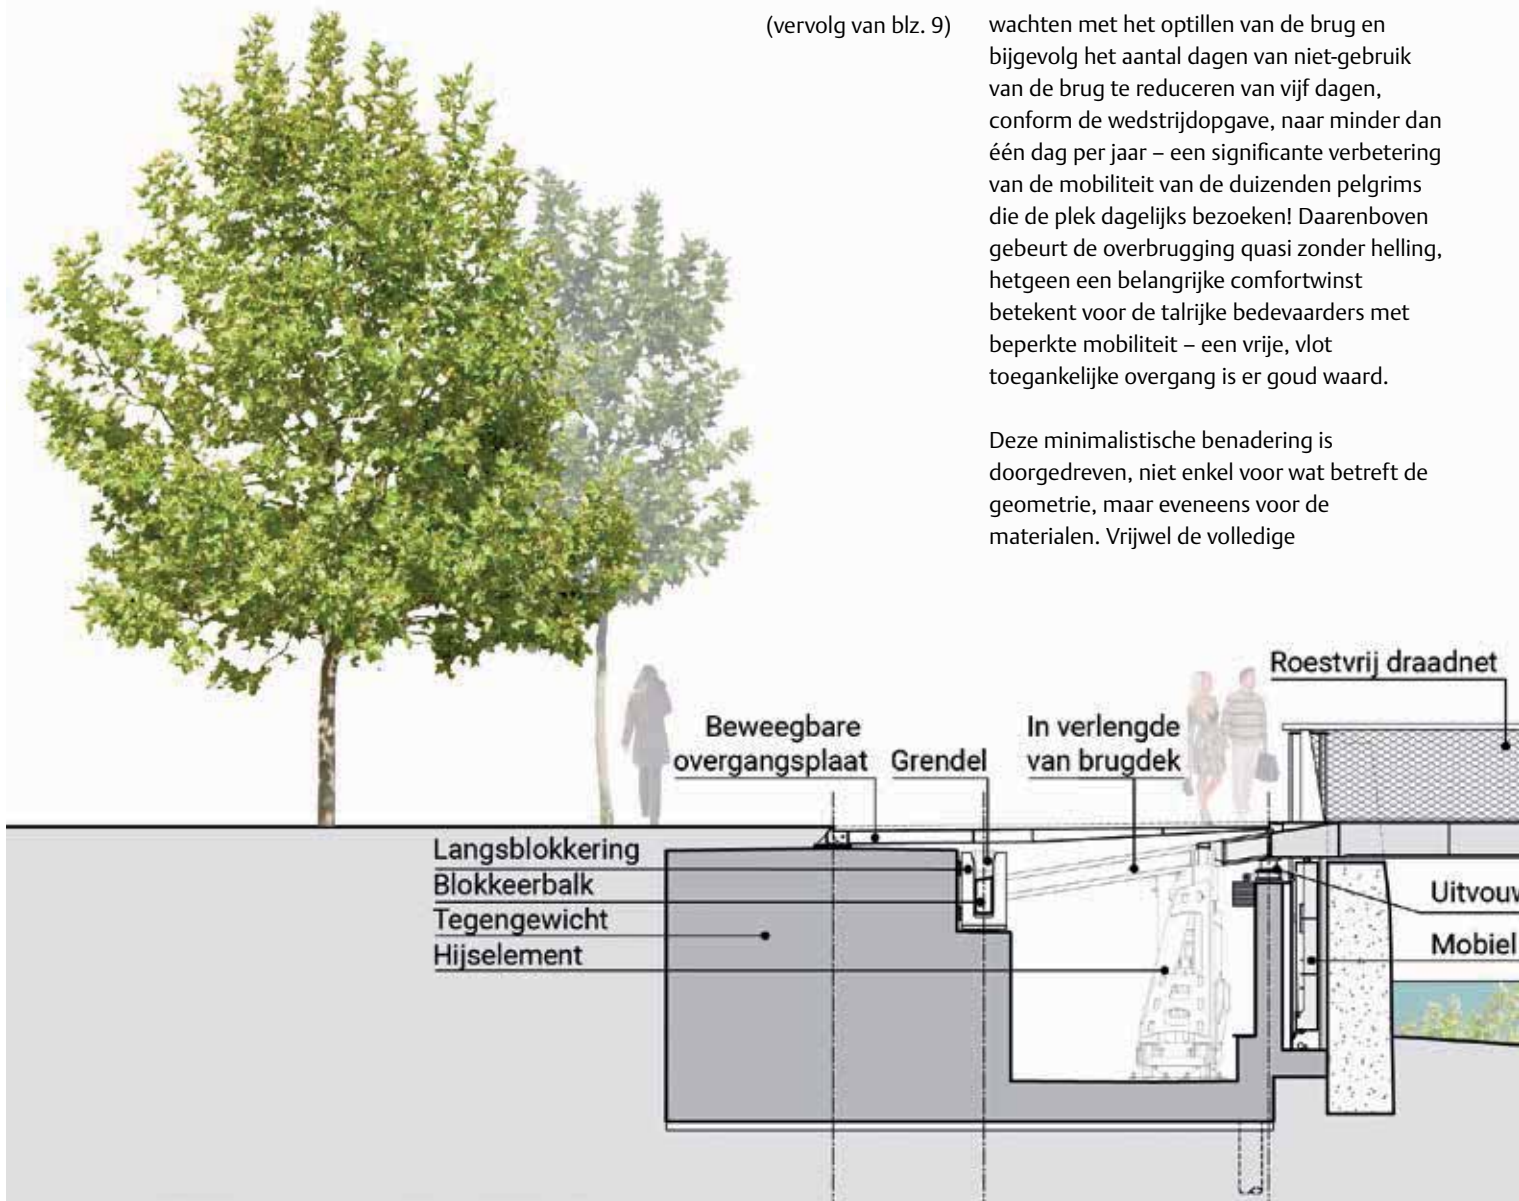 (vervolg van blz. 9)
wachten met het optillen van de brug en
bijgevolg het aantal dagen van niet-gebruik
van de brug te reduceren van vijf dagen,
conform de wedstrijdopgave, naar minder dan
één dag per jaar – een significante verbetering
van de mobiliteit van de duizenden pelgrims
die de plek dagelijks bezoeken! Daarenboven
gebeurt de overbrugging quasi zonder helling,
hetgeen een belangrijke comfortwinst
betekent voor de talrijke bedevaarders met
beperkte mobiliteit – een vrije, vlot
toegankelijke overgang is er goud waard.
Deze minimalistische benadering is
doorgedreven, niet enkel voor wat betreft de
geometrie, maar eveneens voor de
materialen. Vrijwel de volledige
Roestvrij draadnet
Beweegbare
overgangsplaat
Grendel
In verlengde
van brugdek
Langsblokkering
Blokkeerbalk
Tegengewicht
Hijselement
Uitvouw
Mobiel